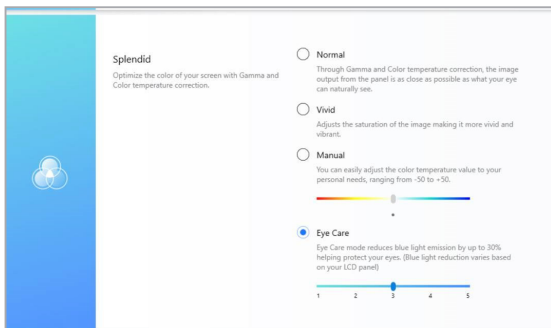 Splendid
Optimize the color of your screen with Gamma and
Color temperature correction.
Normal
Through Gamma and Color temperature correction, the image
output from the panel is as close as possible as what your eye
can naturally see.
Vivid
Adjusts the saturation of the image making it more vivid and
vibrant.
Manual
You can easily adjust the color temperature value to your
personal needs, ranging from -50 to +50.
Eye Care
Eye Care mode reduces blue light emission by up to 30%
helping protect your eyes. (Blue light reduction varies based
on your LCD panel)
1 2 3 4 5